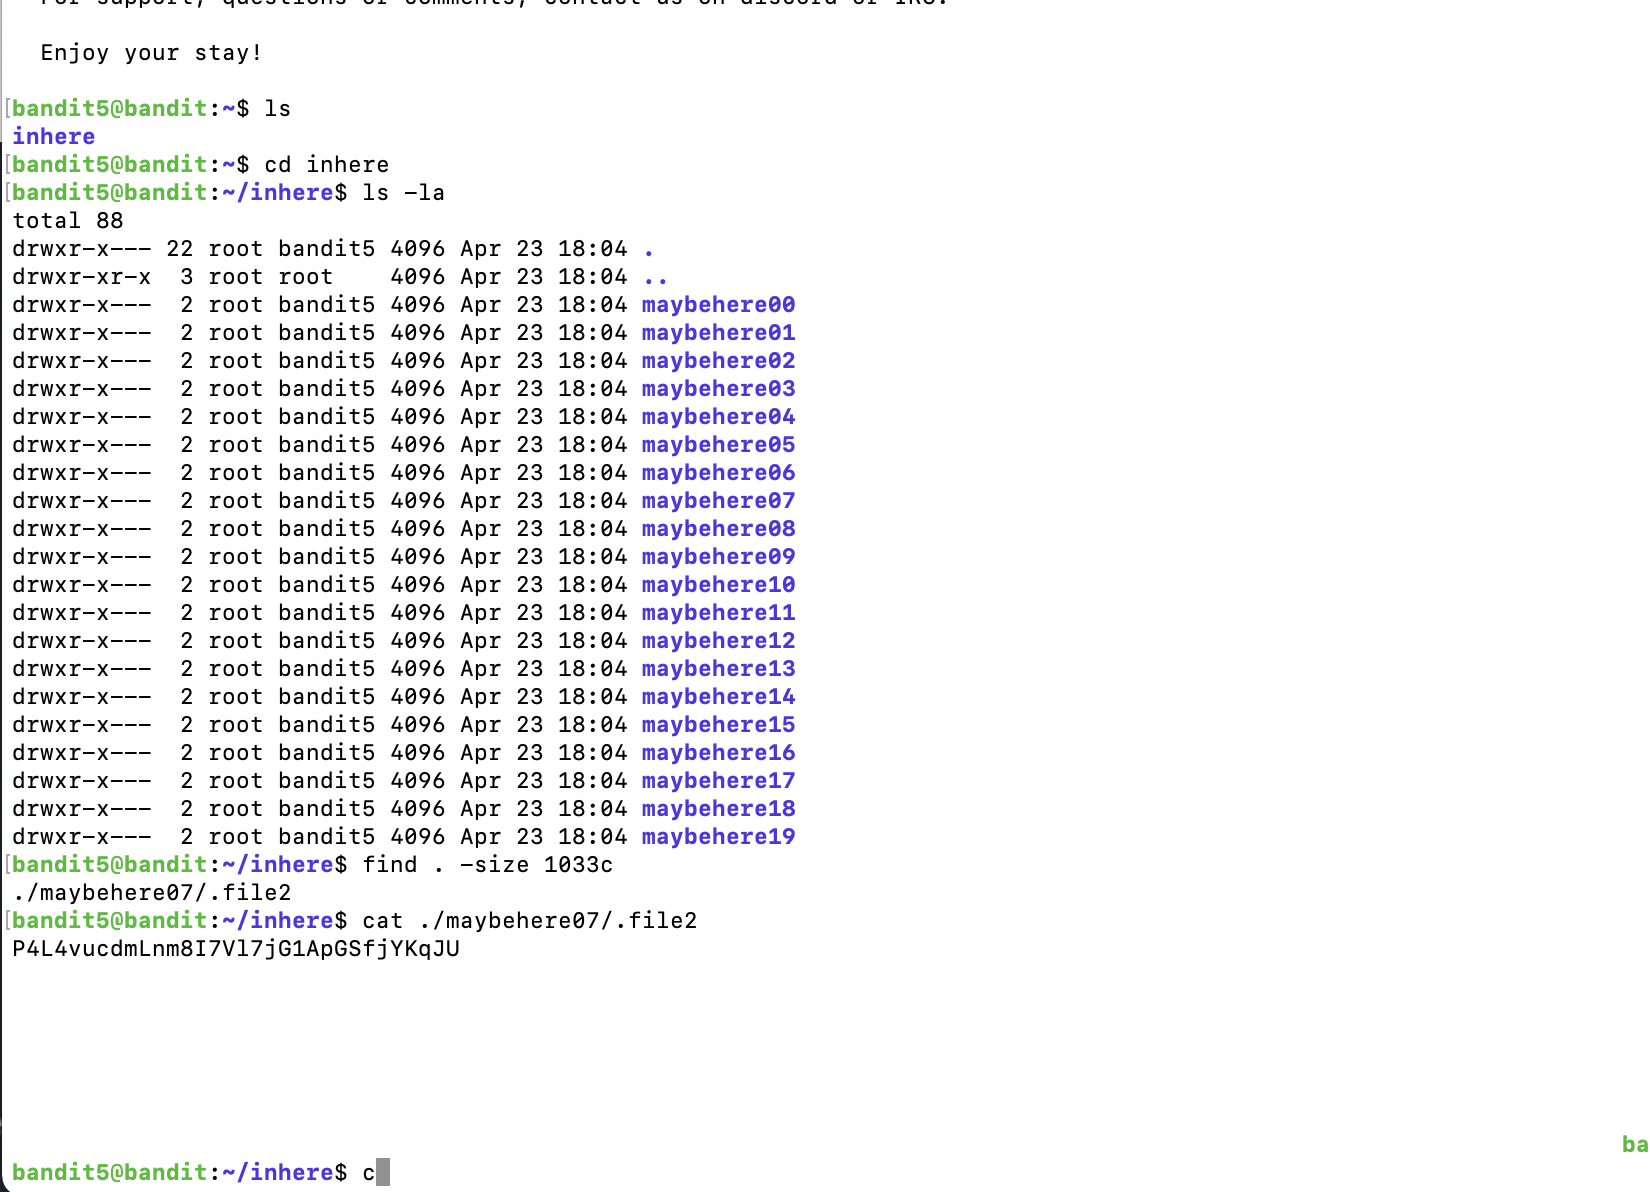 For support, questions or comments, contact us on discord or IRC.
Enjoy your stay!
[bandit5@bandit:~$ ls
inhere
[bandit5@bandit:~$ cd inhere
[bandit5@bandit:~/inhere$ ls -la
total 88
drwxr-x--- 22 root bandit5 4096 Apr 23 18:04 .
drwxr-xr-x  3 root root    4096 Apr 23 18:04 ..
drwxr-x---  2 root bandit5 4096 Apr 23 18:04 maybehere00
drwxr-x---  2 root bandit5 4096 Apr 23 18:04 maybehere01
drwxr-x---  2 root bandit5 4096 Apr 23 18:04 maybehere02
drwxr-x---  2 root bandit5 4096 Apr 23 18:04 maybehere03
drwxr-x---  2 root bandit5 4096 Apr 23 18:04 maybehere04
drwxr-x---  2 root bandit5 4096 Apr 23 18:04 maybehere05
drwxr-x---  2 root bandit5 4096 Apr 23 18:04 maybehere06
drwxr-x---  2 root bandit5 4096 Apr 23 18:04 maybehere07
drwxr-x---  2 root bandit5 4096 Apr 23 18:04 maybehere08
drwxr-x---  2 root bandit5 4096 Apr 23 18:04 maybehere09
drwxr-x---  2 root bandit5 4096 Apr 23 18:04 maybehere10
drwxr-x---  2 root bandit5 4096 Apr 23 18:04 maybehere11
drwxr-x---  2 root bandit5 4096 Apr 23 18:04 maybehere12
drwxr-x---  2 root bandit5 4096 Apr 23 18:04 maybehere13
drwxr-x---  2 root bandit5 4096 Apr 23 18:04 maybehere14
drwxr-x---  2 root bandit5 4096 Apr 23 18:04 maybehere15
drwxr-x---  2 root bandit5 4096 Apr 23 18:04 maybehere16
drwxr-x---  2 root bandit5 4096 Apr 23 18:04 maybehere17
drwxr-x---  2 root bandit5 4096 Apr 23 18:04 maybehere18
drwxr-x---  2 root bandit5 4096 Apr 23 18:04 maybehere19
[bandit5@bandit:~/inhere$ find . -size 1033c
./maybehere07/.file2
[bandit5@bandit:~/inhere$ cat ./maybehere07/.file2
P4L4vucdmLnm8I7Vl7jG1ApGSfjYKqJU
ba
bandit5@bandit:~/inhere$ c